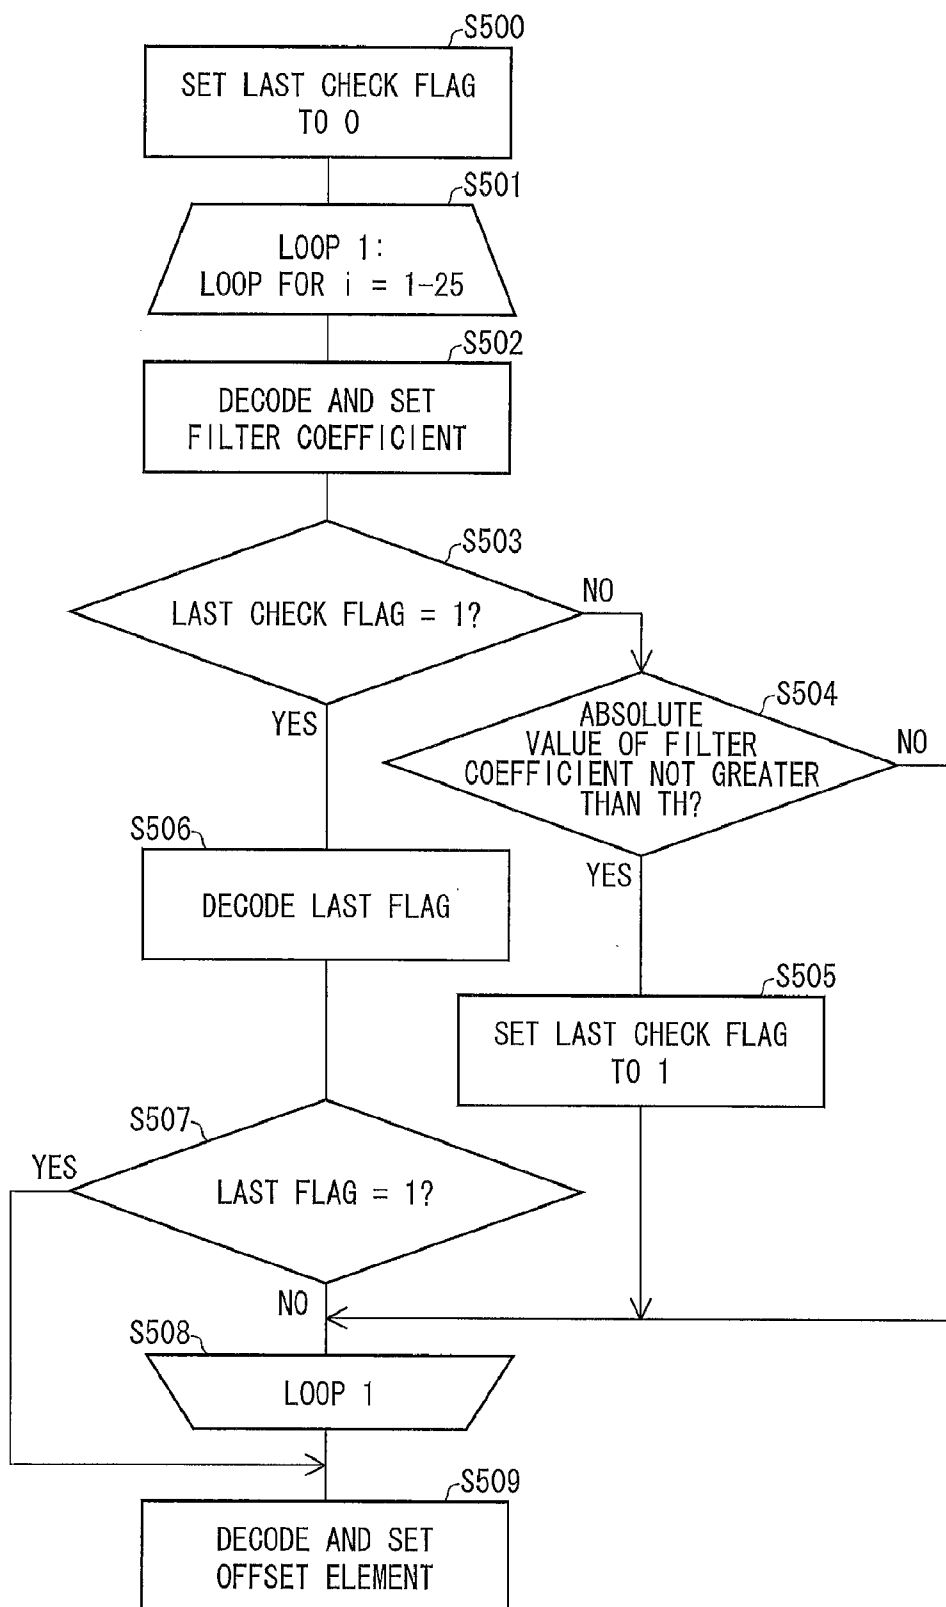 S500
SET LAST CHECK FLAG
TO 0
S501
LOOP 1:
LOOP FOR i = 1-25
S502
DECODE AND SET
FILTER COEFFICIENT
S503
LAST CHECK FLAG = 1?
NO
YES
S504
ABSOLUTE
VALUE OF FILTER
COEFFICIENT NOT GREATER
THAN TH?
NO
YES
S506
DECODE LAST FLAG
S505
SET LAST CHECK FLAG
TO 1
S507
YES
LAST FLAG = 1?
NO
S508
LOOP 1
S509
DECODE AND SET
OFFSET ELEMENT